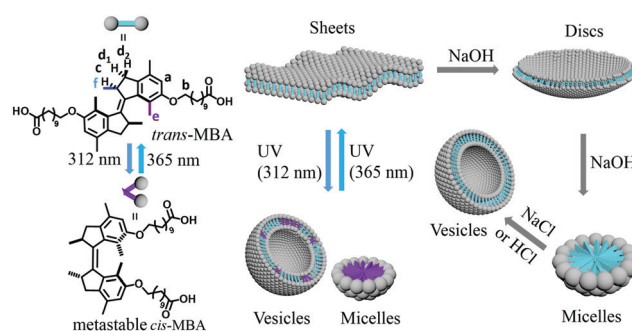 =
d1
d2
H
H
c
H
f
a
b
e
O
HO
9
O
O
9
O
OH
trans-MBA
312 nm
365 nm
=
O
9
OH
O
O
9
O
OH
metastable cis-MBA
Sheets
NaOH
Discs
UV
(312 nm)
UV
(365 nm)
NaOH
Vesicles
NaCl
or HCl
Vesicles
Micelles
Micelles